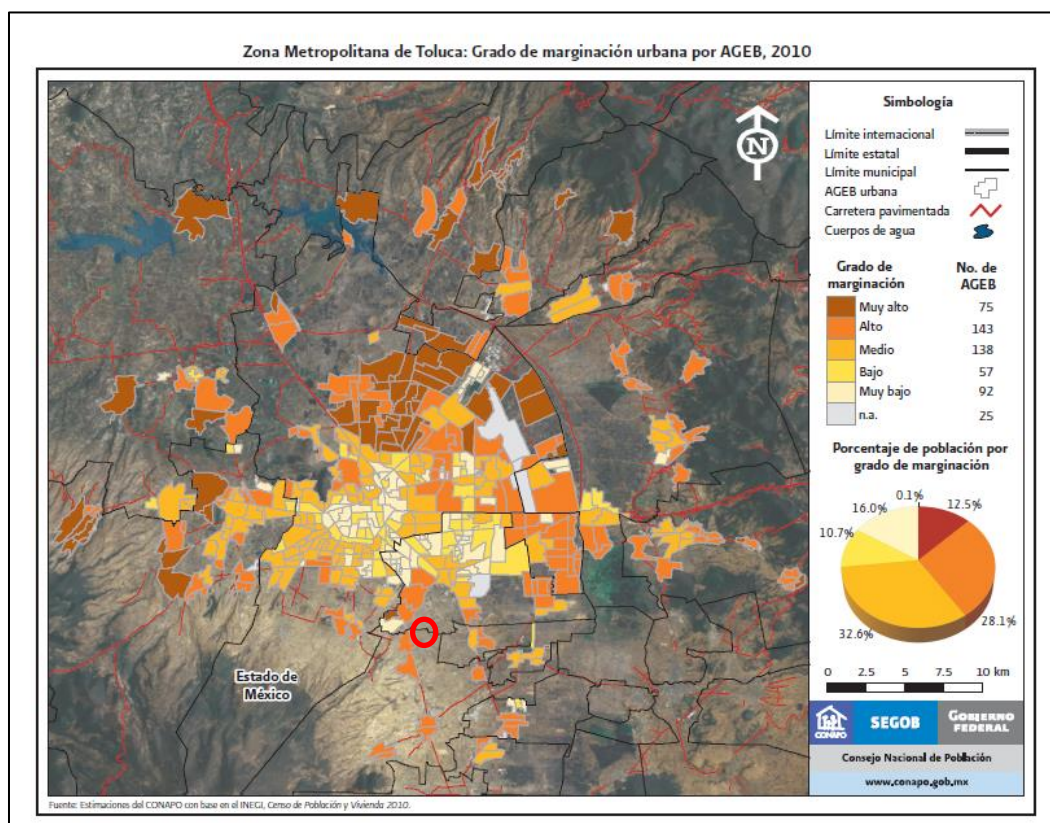 Zona Metropolitana de Toluca: Grado de marginación urbana por AGEB, 2010
N
Estado de
México
Simbología
Límite internacional
Límite estatal
Límite municipal
AGEB urbana
Carretera pavimentada
Cuerpos de agua
Grado de marginación No. de AGEB
Muy alto 75
Alto 143
Medio 138
Bajo 57
Muy bajo 92
n.a. 25
Porcentaje de población por
grado de marginación
0.1%
16.0% 12.5%
10.7%
28.1%
32.6%
0 2.5 5 7.5 10 km
CONAPO SEGOB GOBIERNO
FEDERAL
Consejo Nacional de Población
www.conapo.gob.mx
Fuente: Estimaciones del CONAPO con base en el INEGI, Censo de Población y Vivienda 2010.